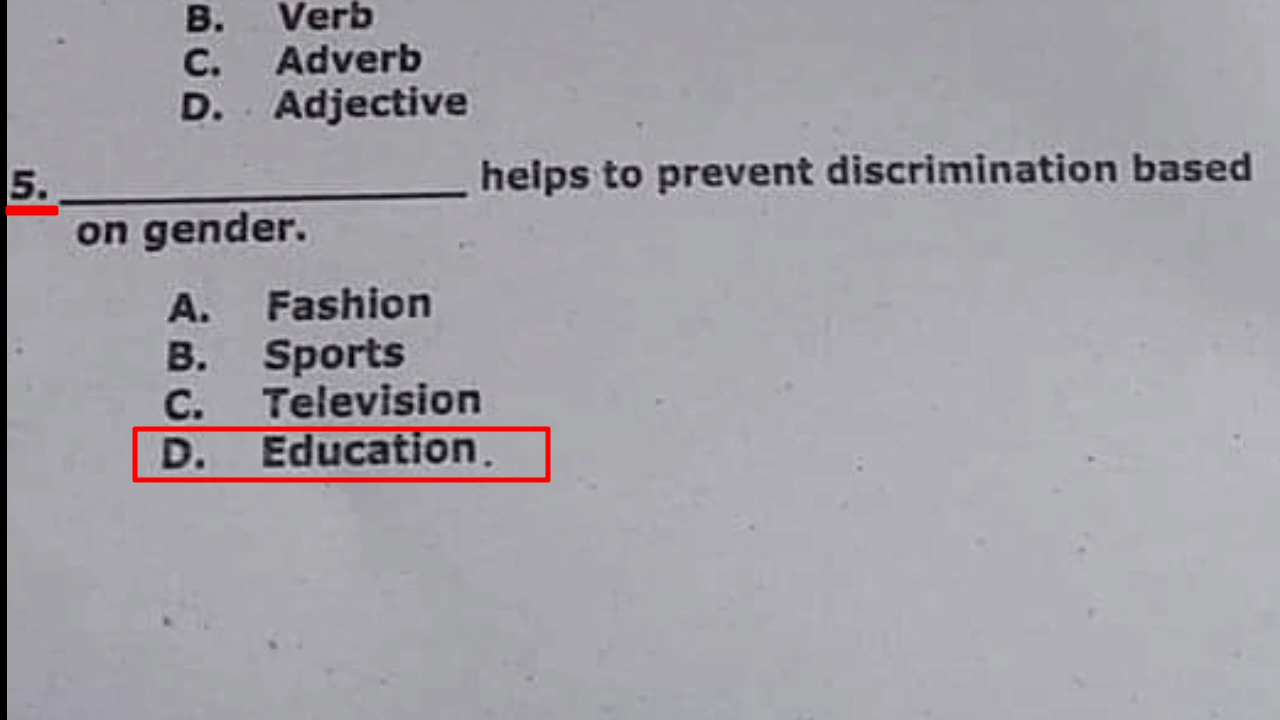 B. Verb
C. Adverb
D. Adjective
5. ____________________ helps to prevent discrimination based
on gender.
A. Fashion
B. Sports
C. Television
D. Education.